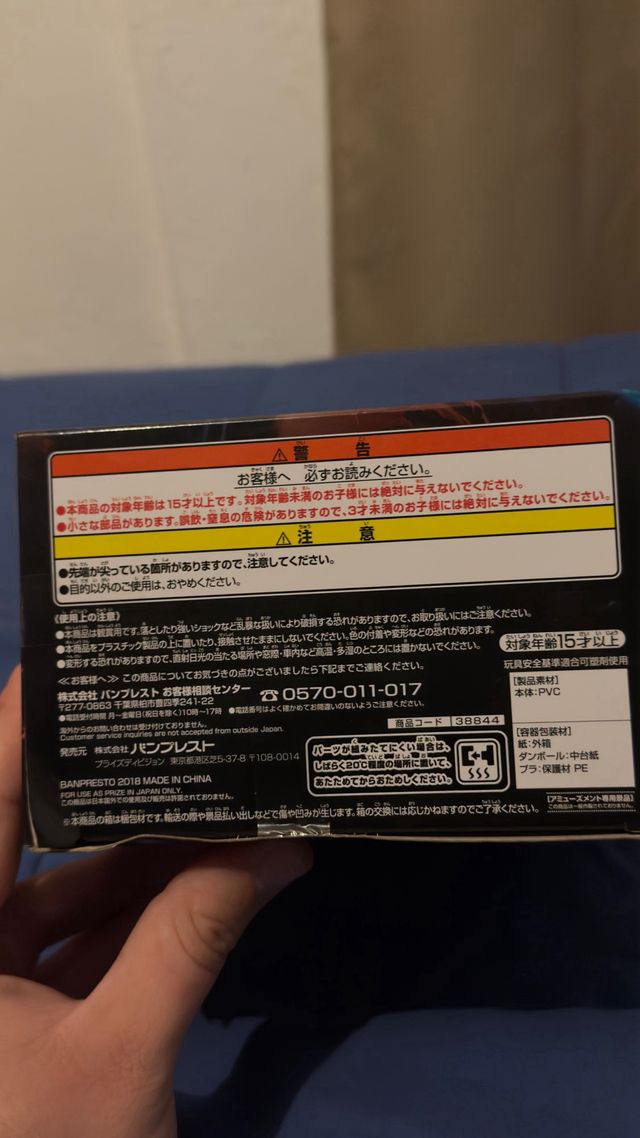 ⚠警告
お客様へ 必ずお読みください。
●本商品の対象年齢は15才以上です。対象年齢未満のお子様には絶対に与えないでください。
●小さな部品があります。誤飲・窒息の危険がありますので、3才未満のお子様には絶対に与えないでください。
⚠注意
●先端が尖っている箇所がありますので、注意してください。
●目的以外のご使用は、おやめください。
《使用上の注意》
●本商品は観賞用です。落としたり強いショックなど乱暴な扱いにより破損する恐れがありますので、お取り扱いにはご注意ください。
●本商品をプラスチック製品の上に置いたり、接触させたままにしないでください。色の付着や変形などの恐れがあります。
●変形する恐れがありますので、直射日光の当たる場所や窓際・車内など高温・多湿のところには置かないでください。
≪お客様へ≫ この商品についてお気づきの点がございましたら下記までご連絡ください。
株式会社 バンプレスト お客様相談センター ☎0570-011-017
〒277-0863 千葉県柏市豊四季241-22
●電話受付時間 月〜金曜日(祝日を除く)10時〜17時 ●電話番号はよく確かめてお間違いのないようご注意ください。
海外からのお問い合わせは受け付けておりません。
Customer service inquiries are not accepted from outside Japan.
発売元 株式会社 バンプレスト
プライズディビジョン 東京都港区芝5-37-8 〒108-0014
BANPRESTO 2018 MADE IN CHINA
FOR USE AS PRIZE IN JAPAN ONLY.
この商品は日本国外での使用及び販売は許諾されておりません。
※本商品の箱は梱包材です。輸送の際や景品払い出しなどで傷や凹みが生じます。箱の交換には応じかねますのでご了承ください。
商品コード 38844
パーツが組みたてにくい場合は、
しばらく20℃程度の場所に置いて、
あたためてからおためしください。
対象年齢15才以上
玩具安全基準適合可塑剤使用
【製品素材】
本体:PVC
【容器包装材】
紙:外箱
ダンボール:中台紙
プラ:保護材 PE
【アミューズメント専用景品】
この商品は一般市販されておりません。